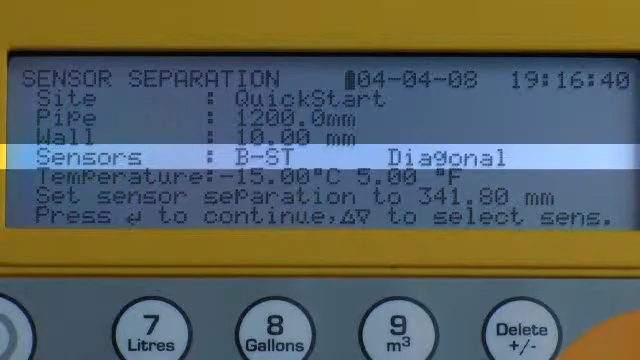 SENSOR SEPARATION 04-04-08 19:16:40
Site : QuickStart
Pipe : 1200.0mm
Wall : 10.00 mm
Sensors : B-ST Diagonal
Temperature:-15.00°C 5.00 °F
Set sensor separation to 341.80 mm
Press ↵ to continue,△▽ to select sens.
7 8 9 Delete
Litres Gallons m³ +/-